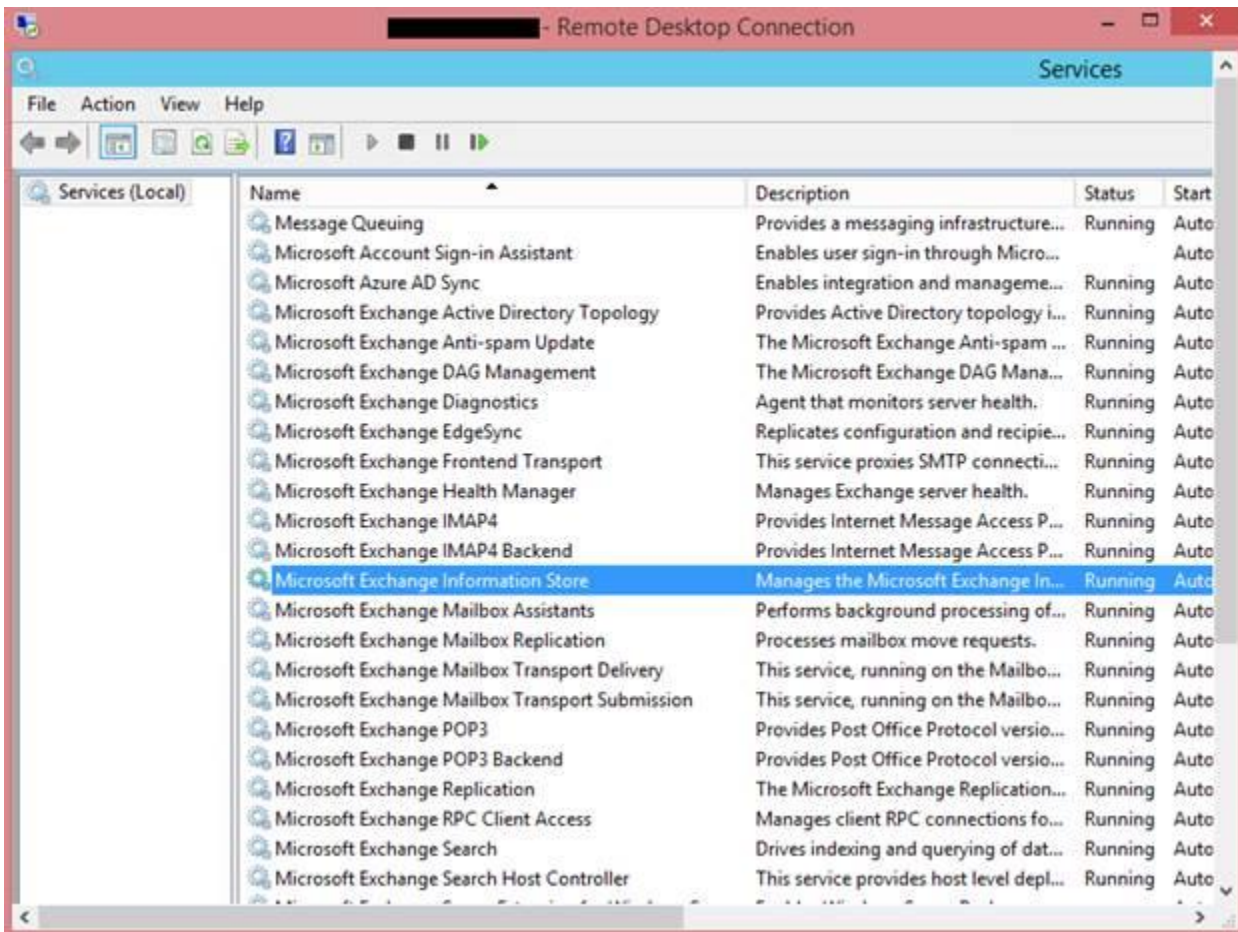 - Remote Desktop Connection
Services
File Action View Help
Services (Local)
Name Description Status Start
Message Queuing Provides a messaging infrastructure... Running Auto
Microsoft Account Sign-in Assistant Enables user sign-in through Micro... Auto
Microsoft Azure AD Sync Enables integration and manageme... Running Auto
Microsoft Exchange Active Directory Topology Provides Active Directory topology i... Running Auto
Microsoft Exchange Anti-spam Update The Microsoft Exchange Anti-spam ... Running Auto
Microsoft Exchange DAG Management The Microsoft Exchange DAG Mana... Running Auto
Microsoft Exchange Diagnostics Agent that monitors server health. Running Auto
Microsoft Exchange EdgeSync Replicates configuration and recipie... Running Auto
Microsoft Exchange Frontend Transport This service proxies SMTP connecti... Running Auto
Microsoft Exchange Health Manager Manages Exchange server health. Running Auto
Microsoft Exchange IMAP4 Provides Internet Message Access P... Running Auto
Microsoft Exchange IMAP4 Backend Provides Internet Message Access P... Running Auto
Microsoft Exchange Information Store Manages the Microsoft Exchange In... Running Auto
Microsoft Exchange Mailbox Assistants Performs background processing of... Running Auto
Microsoft Exchange Mailbox Replication Processes mailbox move requests. Running Auto
Microsoft Exchange Mailbox Transport Delivery This service, running on the Mailbo... Running Auto
Microsoft Exchange Mailbox Transport Submission This service, running on the Mailbo... Running Auto
Microsoft Exchange POP3 Provides Post Office Protocol versio... Running Auto
Microsoft Exchange POP3 Backend Provides Post Office Protocol versio... Running Auto
Microsoft Exchange Replication The Microsoft Exchange Replication... Running Auto
Microsoft Exchange RPC Client Access Manages client RPC connections fo... Running Auto
Microsoft Exchange Search Drives indexing and querying of dat... Running Auto
Microsoft Exchange Search Host Controller This service provides host level depl... Running Auto